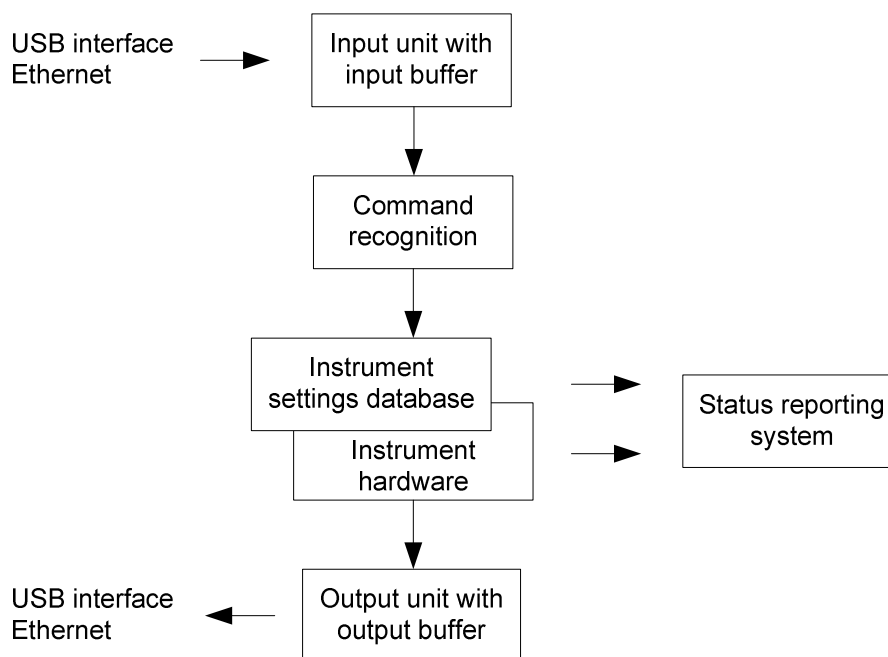 USB interface
Ethernet
Input unit with
input buffer
Command
recognition
Instrument
settings database
Instrument
hardware
Status reporting
system
USB interface
Ethernet
Output unit with
output buffer